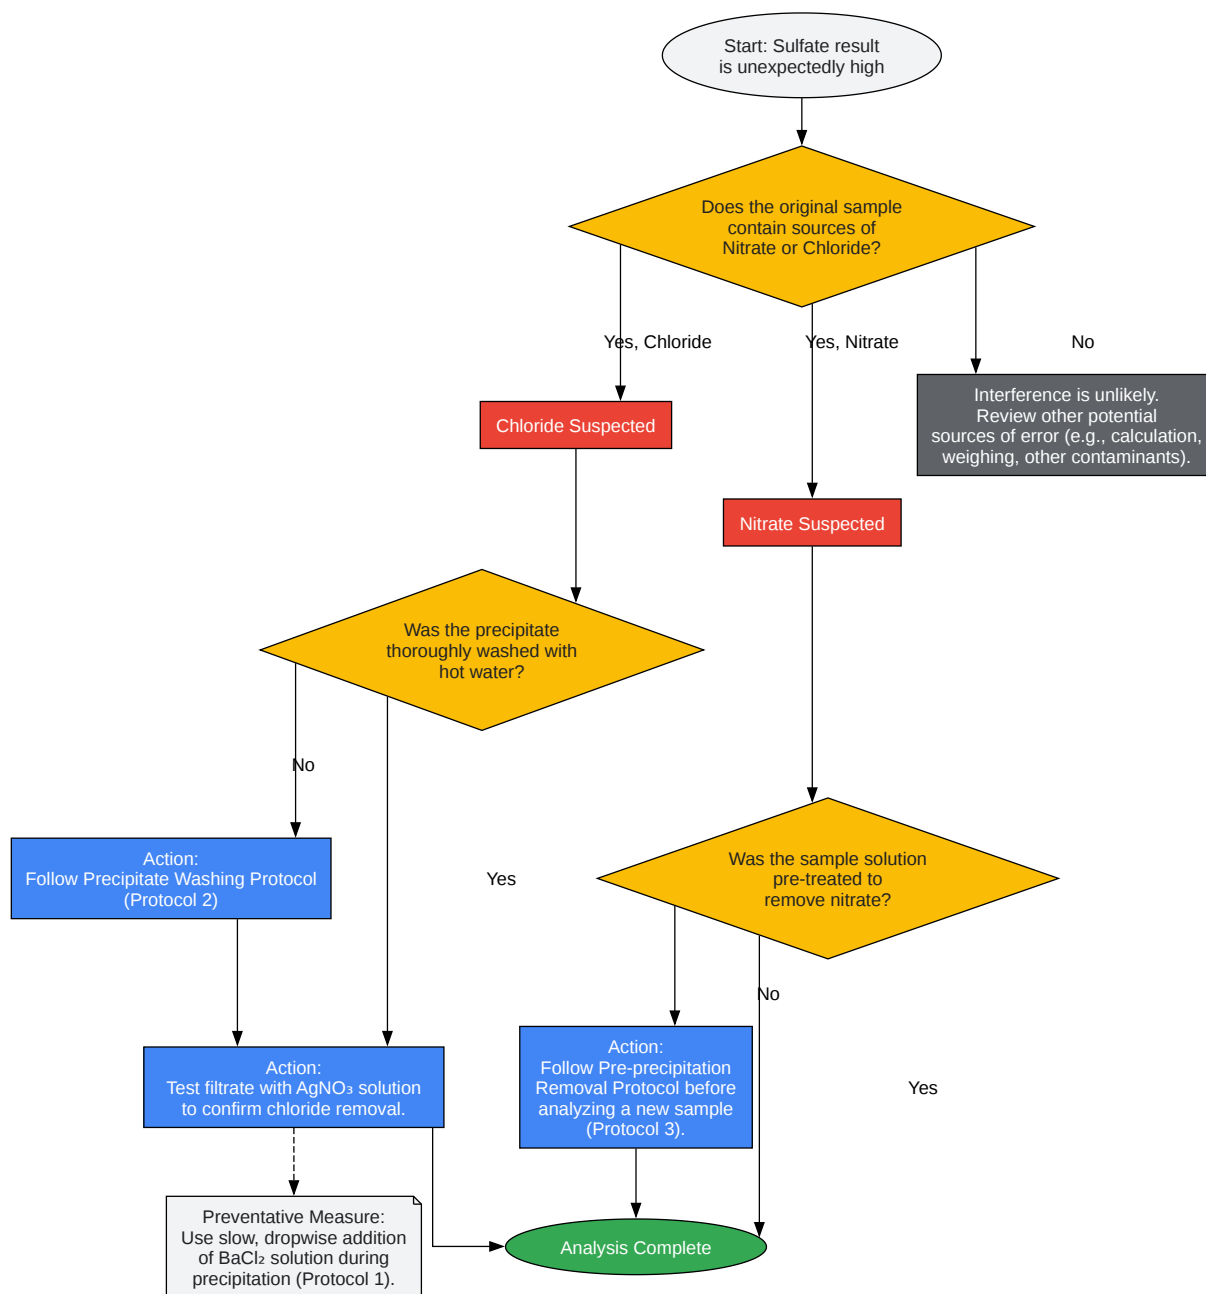 Start: Sulfate result
is unexpectedly high
Does the original sample
contain sources of
Nitrate or Chloride?
Yes, Chloride
Yes, Nitrate
No
Interference is unlikely.
Review other potential
sources of error (e.g., calculation,
weighing, other contaminants).
Chloride Suspected
Nitrate Suspected
Was the precipitate
thoroughly washed with
hot water?
No
Action:
Follow Precipitate Washing Protocol
(Protocol 2)
Yes
Was the sample solution
pre-treated to
remove nitrate?
No
Action:
Test filtrate with AgNO₃ solution
to confirm chloride removal.
Action:
Follow Pre-precipitation
Removal Protocol before
analyzing a new sample
(Protocol 3).
Yes
Preventative Measure:
Use slow, dropwise addition
of BaCl₂ solution during
precipitation (Protocol 1).
Analysis Complete